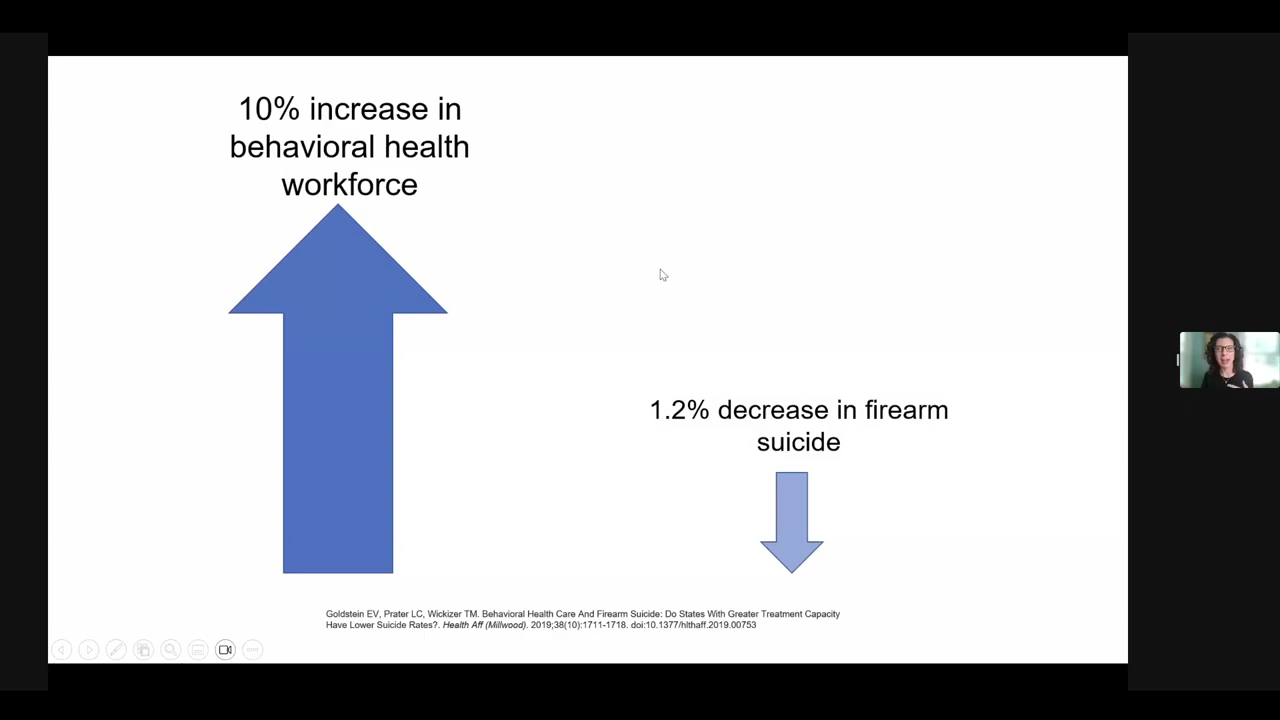 10% increase in
behavioral health
workforce
1.2% decrease in firearm
suicide
Goldstein EV, Prater LC, Wickizer TM. Behavioral Health Care And Firearm Suicide: Do States With Greater Treatment Capacity
Have Lower Suicide Rates?. Health Aff (Millwood). 2019;38(10):1711-1718. doi:10.1377/hlthaff.2019.00753